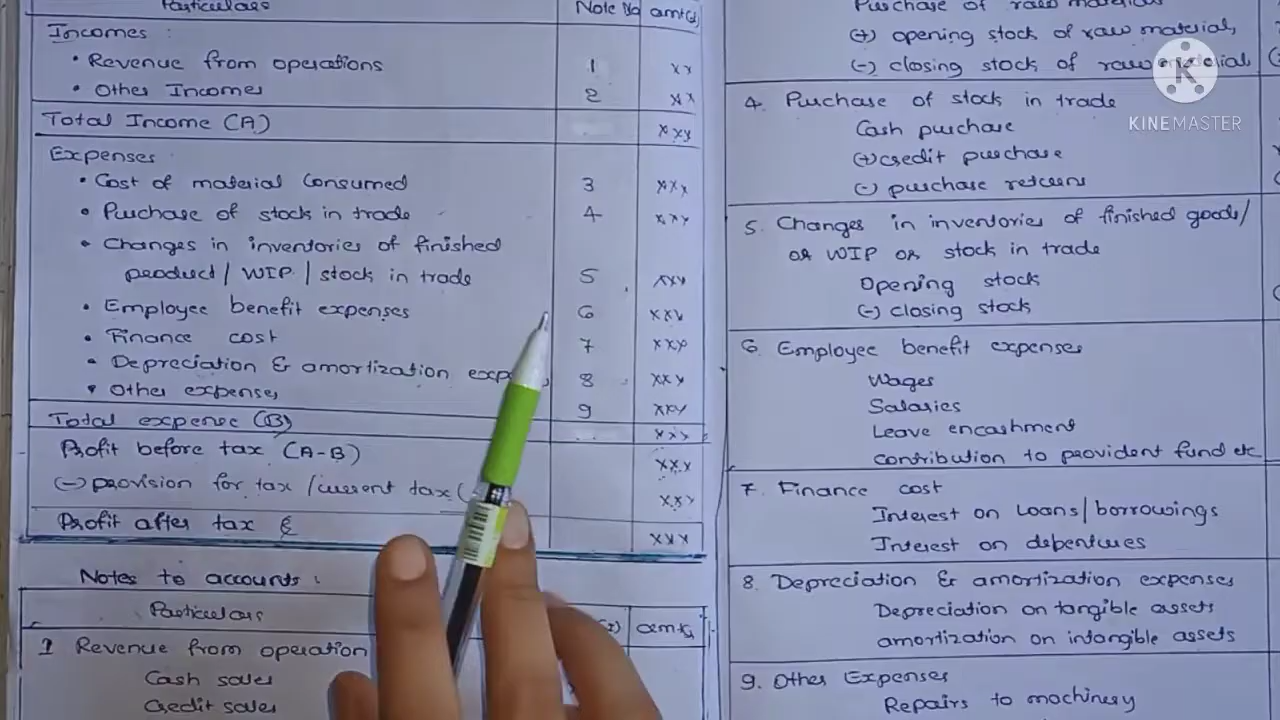 Particulars Note No amt(₹)
Incomes :
• Revenue from operations 1 xx
• Other Incomes 2 xx
Total Income (A) xxx
Expenses
• Cost of material consumed 3 xxx
• Purchase of stock in trade 4 xxx
• Changes in inventories of finished
product / WIP / stock in trade 5 xxx
• Employee benefit expenses 6 xxx
• Finance cost 7 xxx
• Depreciation & amortization 8 xxx
• Other expenses 9 xxx
Total expense (B) xxx
Profit before tax (A-B) xxx
(-) provision for tax / current tax ( xxx
Profit after tax xxx
Notes to accounts :
Particulars amt
1 Revenue from operation
Cash sales
Credit sales
Purchase of raw material
(+) opening stock of raw material
(-) closing stock of raw material
4. Purchase of stock in trade
Cash purchase
(+) credit purchase
(-) purchase returns
5. Changes in inventories of finished goods/
or WIP or stock in trade
Opening stock
(-) closing stock
6. Employee benefit expenses
Wages
Salaries
Leave encashment
contribution to provident fund etc
7. Finance cost
Interest on Loans/borrowings
Interest on debentures
8. Depreciation & amortization expenses
Depreciation on tangible assets
amortization on intangible assets
9. Other Expenses
Repairs to machinery
K
KINEMASTER